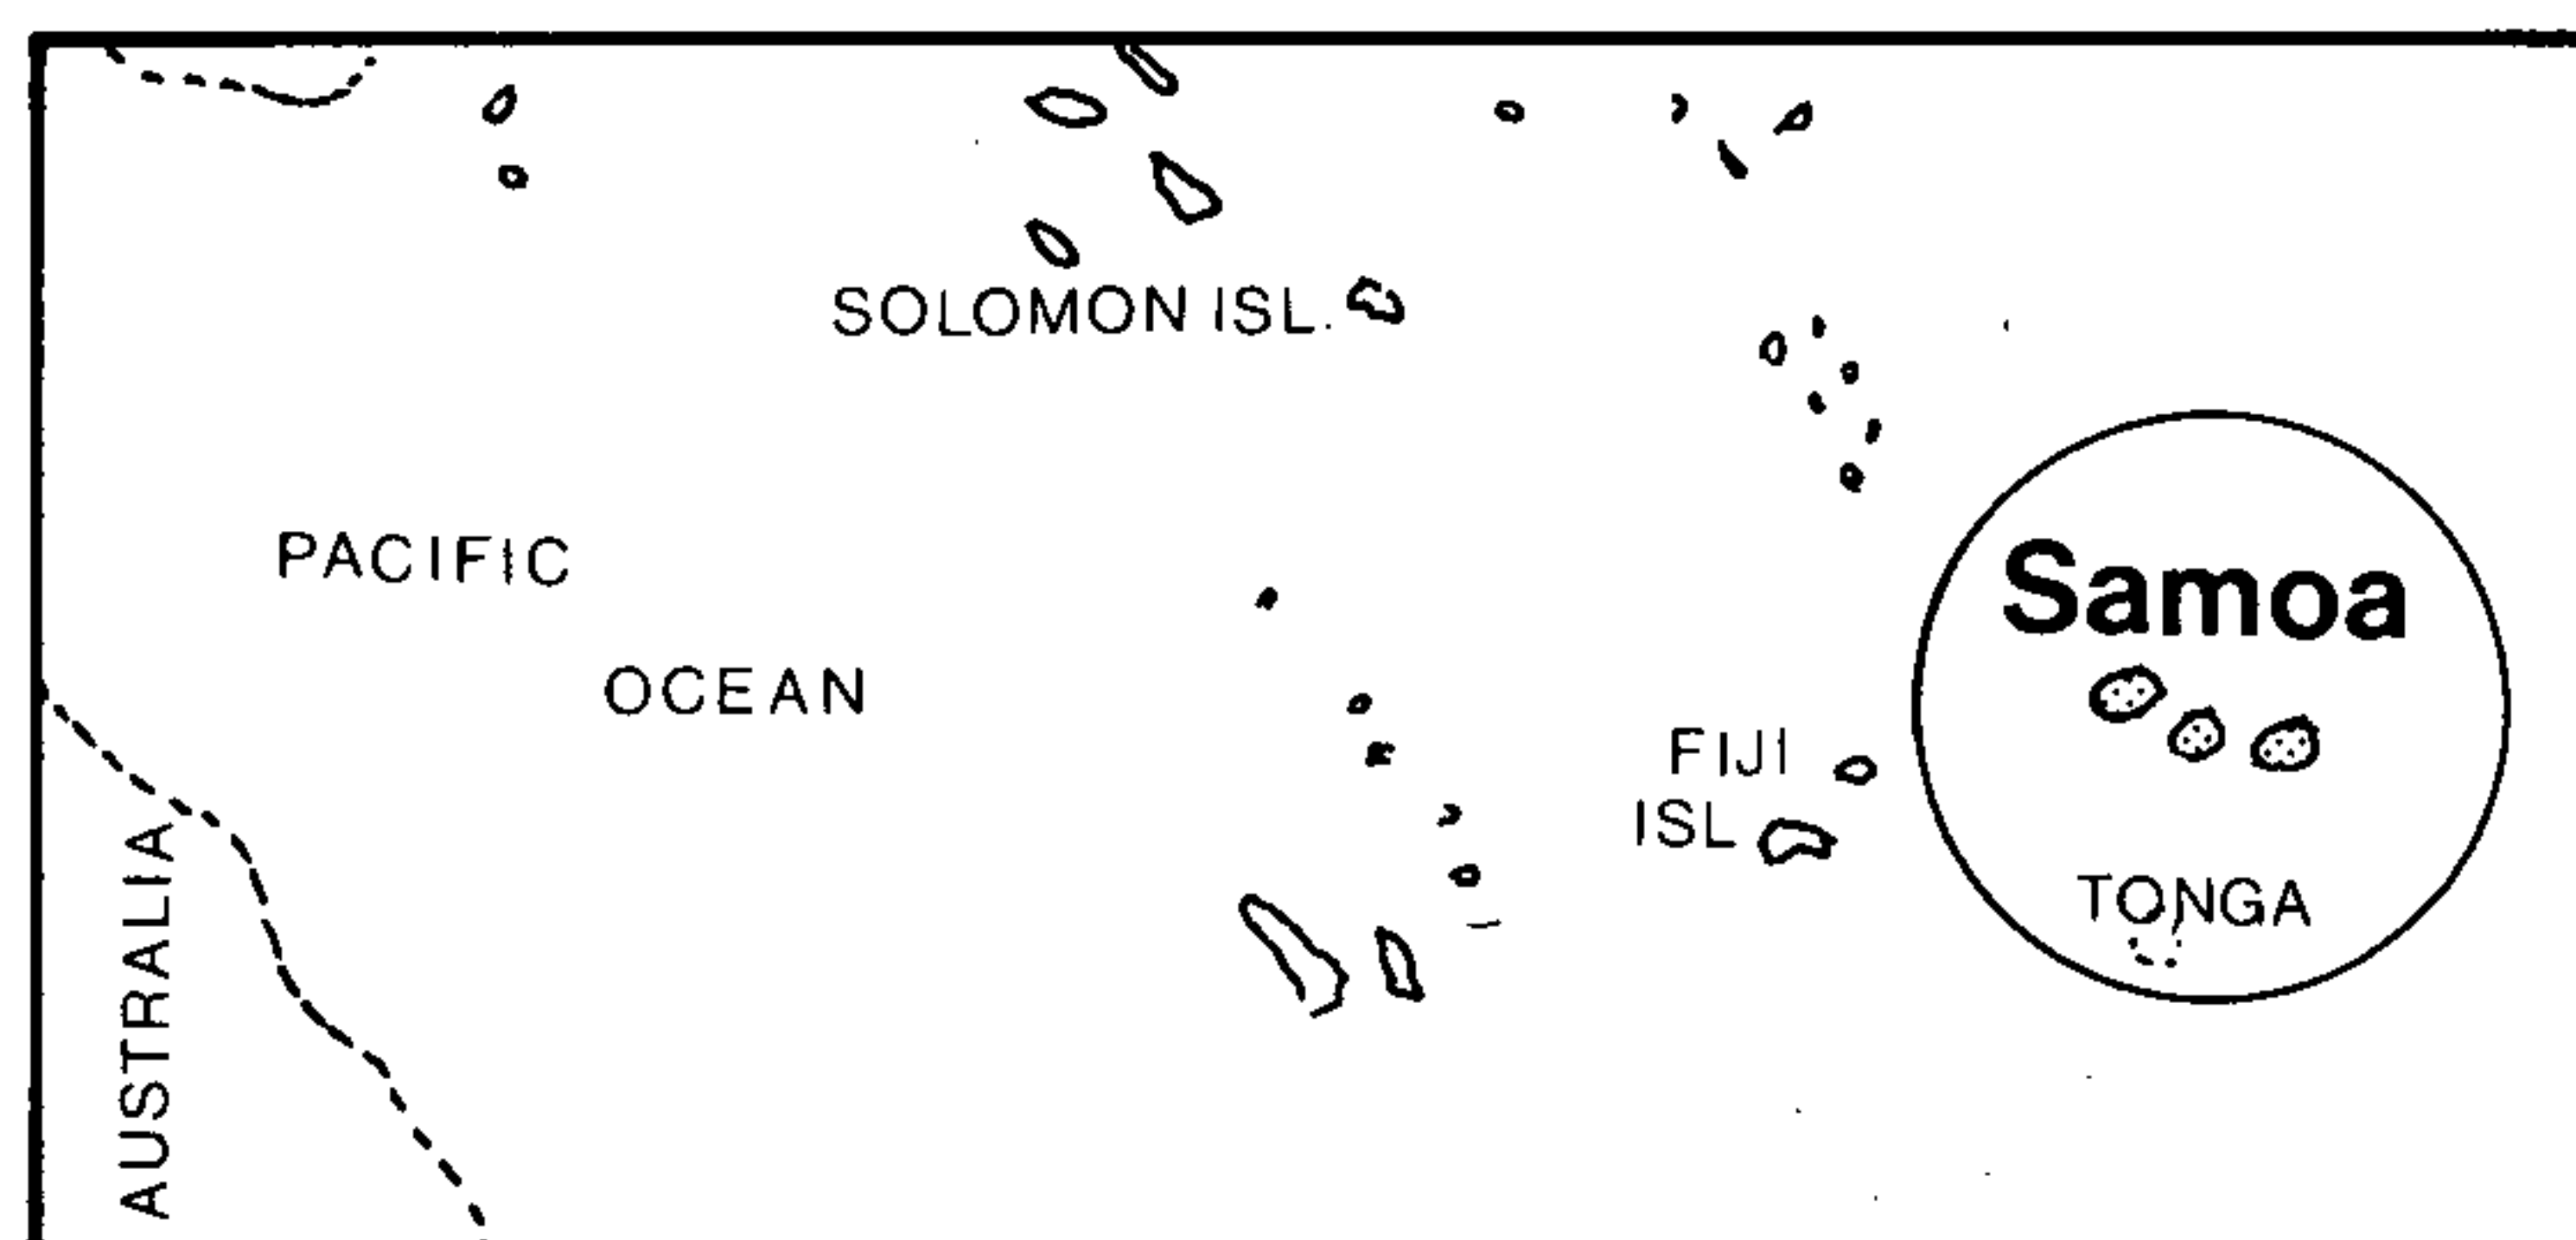 SOLOMON ISL.
PACIFIC
OCEAN
Samoa
FIJI
ISL
TONGA
AUSTRALIA